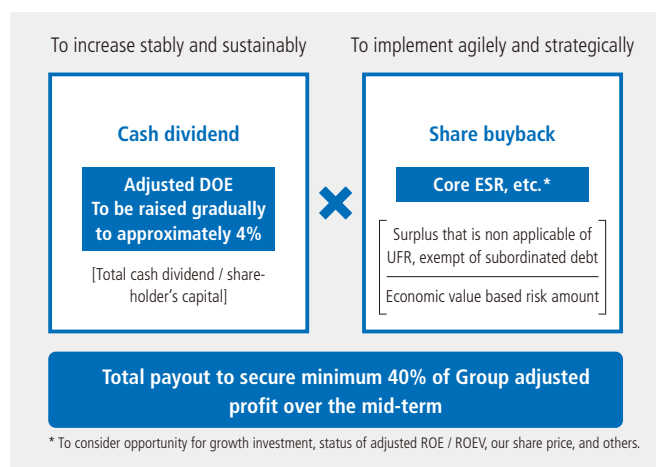 To increase stably and sustainably
To implement agilely and strategically
Cash dividend
Adjusted DOE
To be raised gradually
to approximately 4%
[Total cash dividend / share-
holder's capital]
Share buyback
Core ESR, etc.*
Surplus that is non applicable of
UFR, exempt of subordinated debt
Economic value based risk amount
Total payout to secure minimum 40% of Group adjusted
profit over the mid-term
* To consider opportunity for growth investment, status of adjusted ROE / ROEV, our share price, and others.